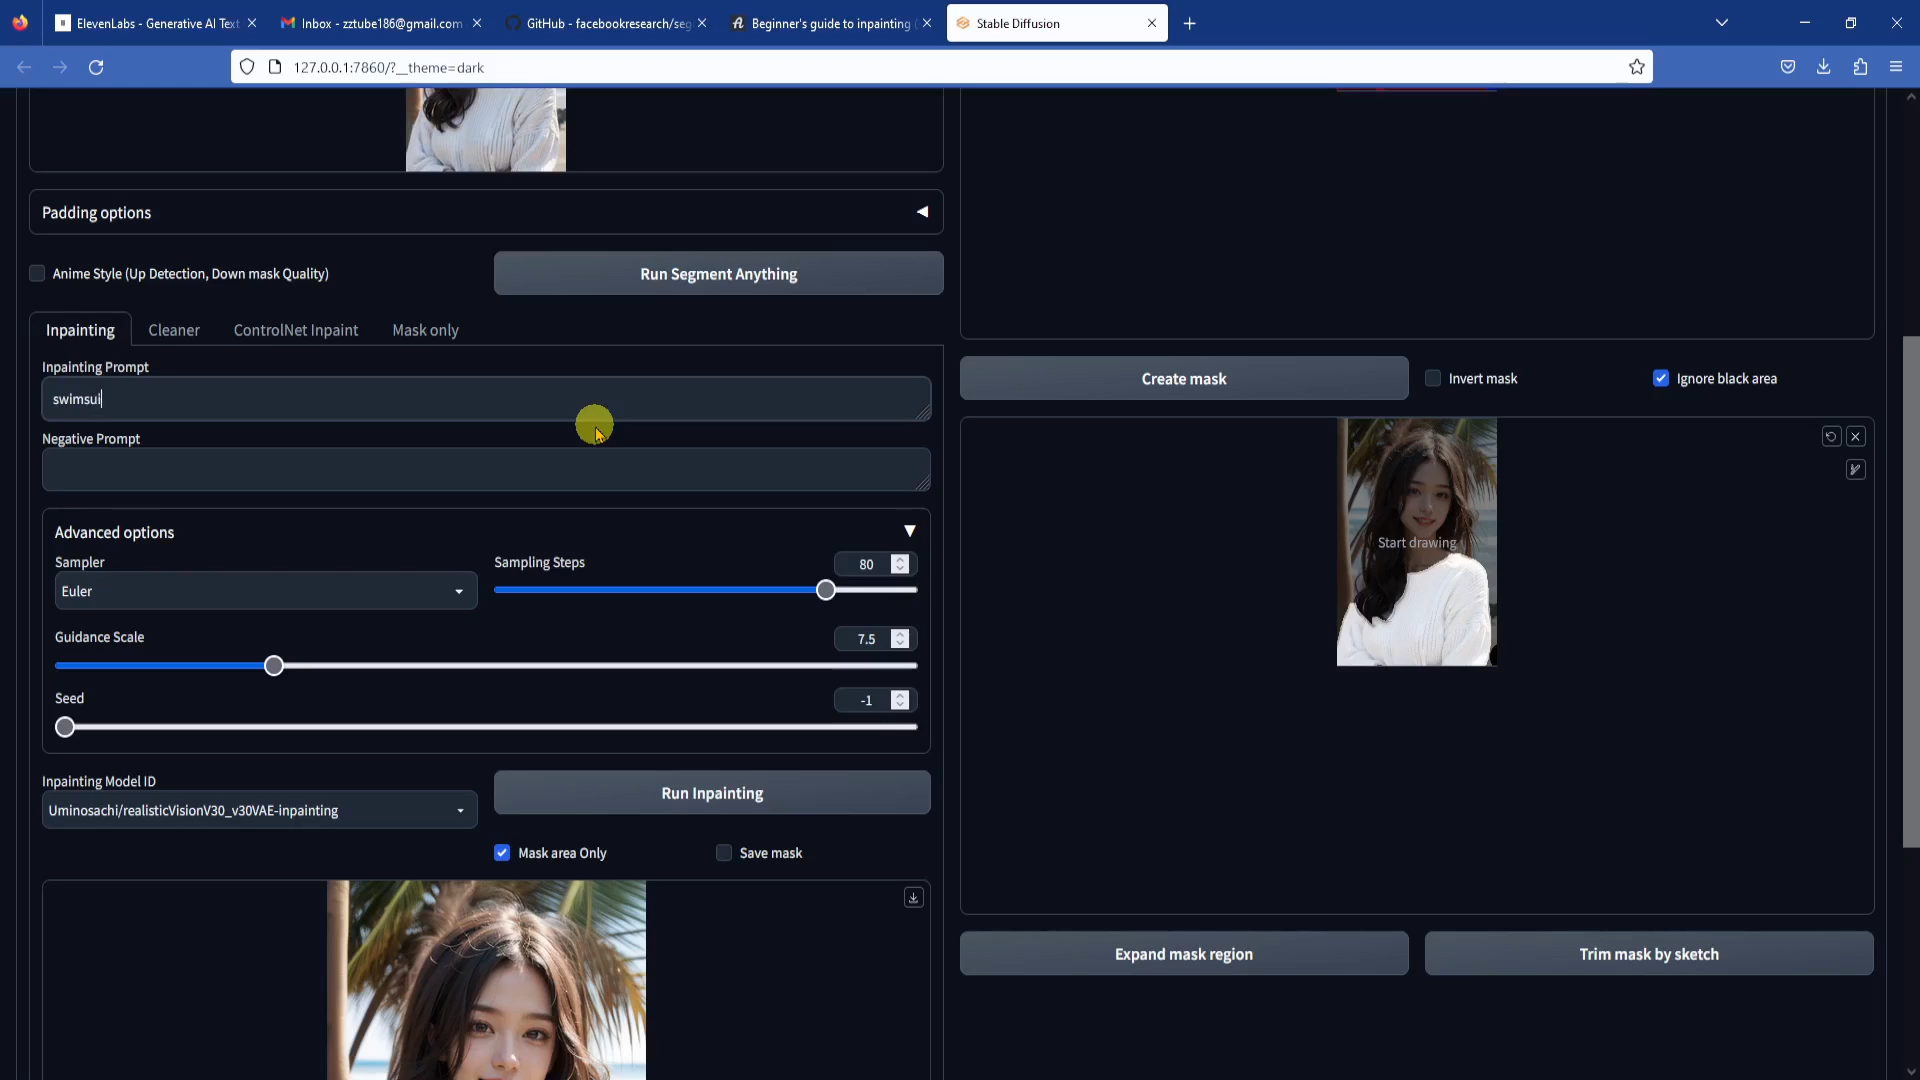 ElevenLabs - Generative AI Text
Inbox - zztube186@gmail.com
GitHub - facebookresearch/seg
Beginner's guide to inpainting (
Stable Diffusion
127.0.0.1:7860/?__theme=dark
Padding options
Anime Style (Up Detection, Down mask Quality)
Run Segment Anything
Inpainting
Cleaner
ControlNet Inpaint
Mask only
Inpainting Prompt
swimsui
Negative Prompt
Advanced options
Sampler
Euler
Sampling Steps
80
Guidance Scale
7.5
Seed
-1
Inpainting Model ID
Uminosachi/realisticVisionV30_v30VAE-inpainting
Run Inpainting
Mask area Only
Save mask
Create mask
Invert mask
Ignore black area
Start drawing
Expand mask region
Trim mask by sketch